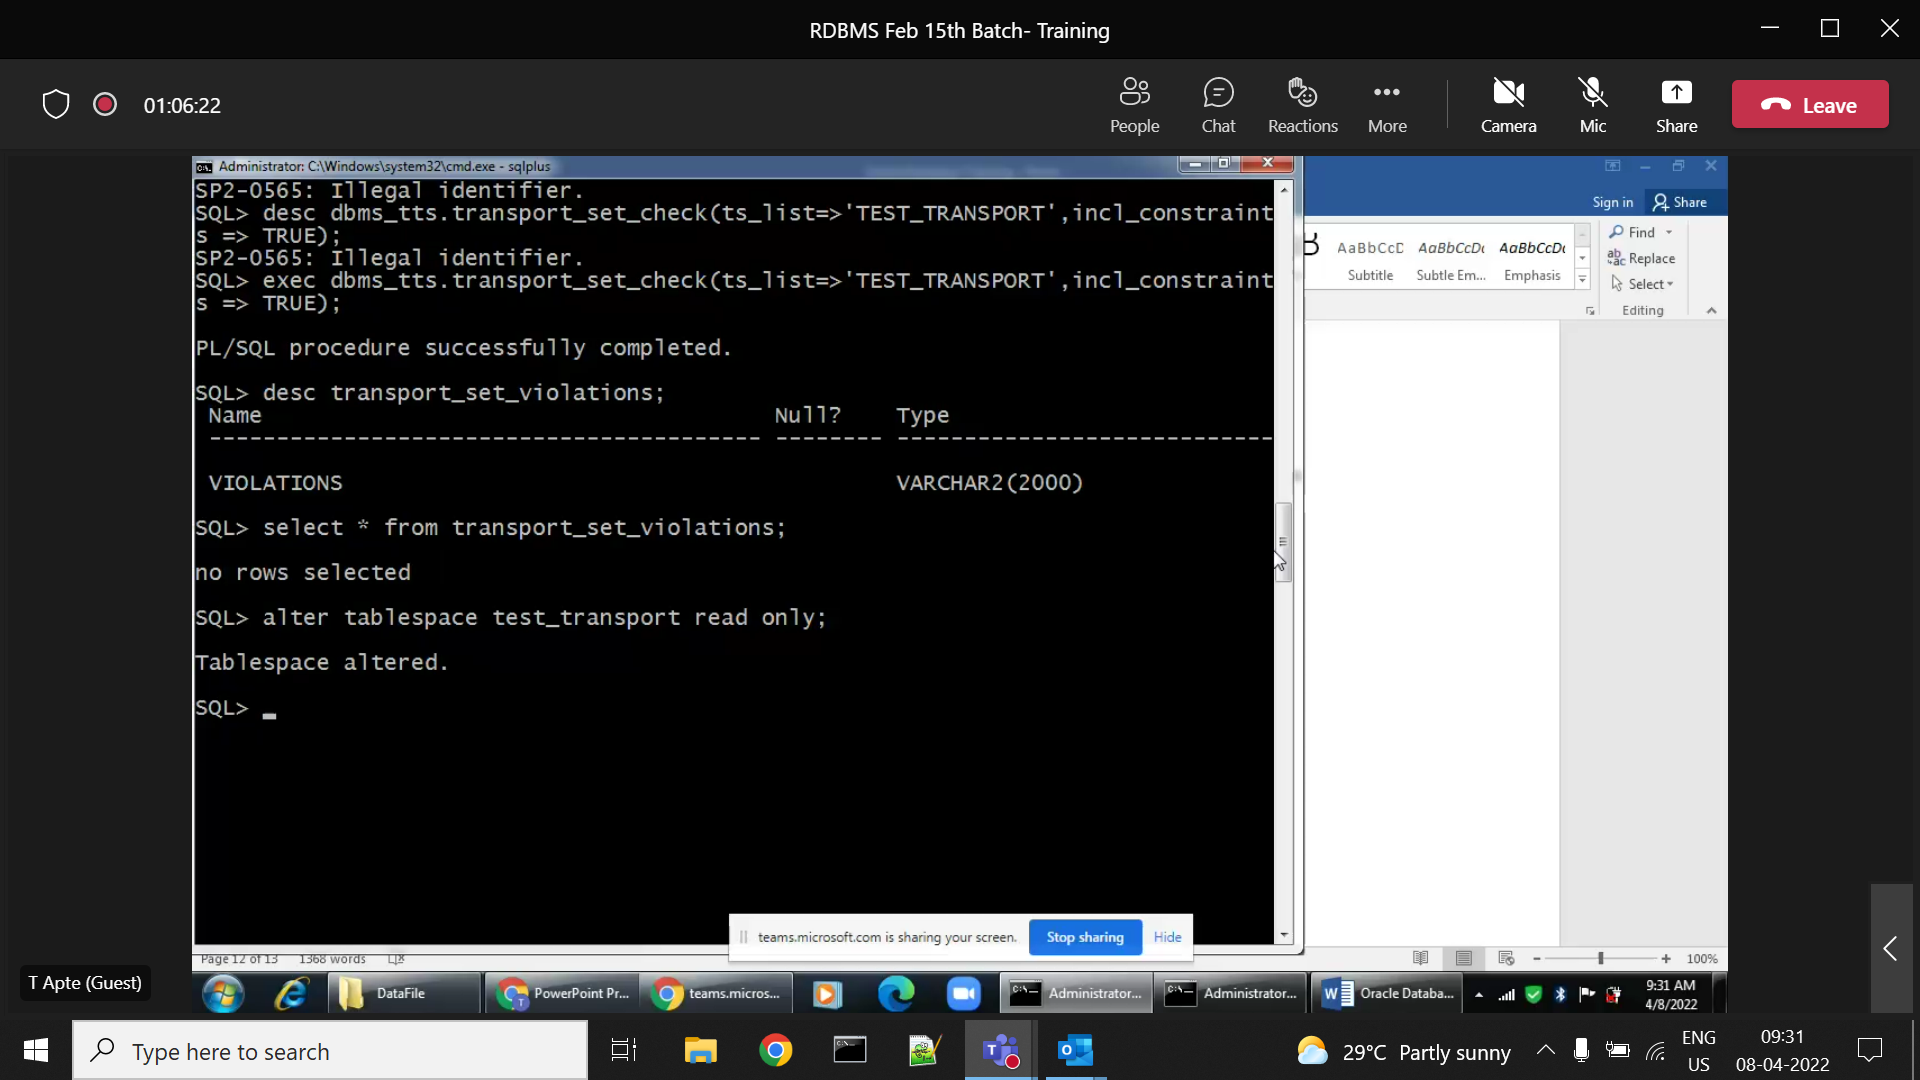 RDBMS Feb 15th Batch- Training
01:06:22
People
Chat
Reactions
More
Camera
Mic
Share
Leave
Administrator: C:\Windows\system32\cmd.exe - sqlplus
SP2-0565: Illegal identifier.
SQL> desc dbms_tts.transport_set_check(ts_list=>'TEST_TRANSPORT',incl_constraint
s => TRUE);
SP2-0565: Illegal identifier.
SQL> exec dbms_tts.transport_set_check(ts_list=>'TEST_TRANSPORT',incl_constraint
s => TRUE);
PL/SQL procedure successfully completed.
SQL> desc transport_set_violations;
Name Null? Type
----------------------------------------- -------- ----------------------------
VIOLATIONS VARCHAR2(2000)
SQL> select * from transport_set_violations;
no rows selected
SQL> alter tablespace test_transport read only;
Tablespace altered.
SQL>
Sign in
Share
AaBbCcD AaBbCcDi AaBbCcDi
Subtitle Subtle Em... Emphasis
Find
Replace
Select
Editing
teams.microsoft.com is sharing your screen.
Stop sharing
Hide
Page 12 of 13 1368 words
100%
T Apte (Guest)
DataFile
PowerPoint Pr...
teams.micros...
Administrator...
Administrator...
Oracle Databa...
9:31 AM
4/8/2022
Type here to search
29°C Partly sunny
ENG
US
09:31
08-04-2022